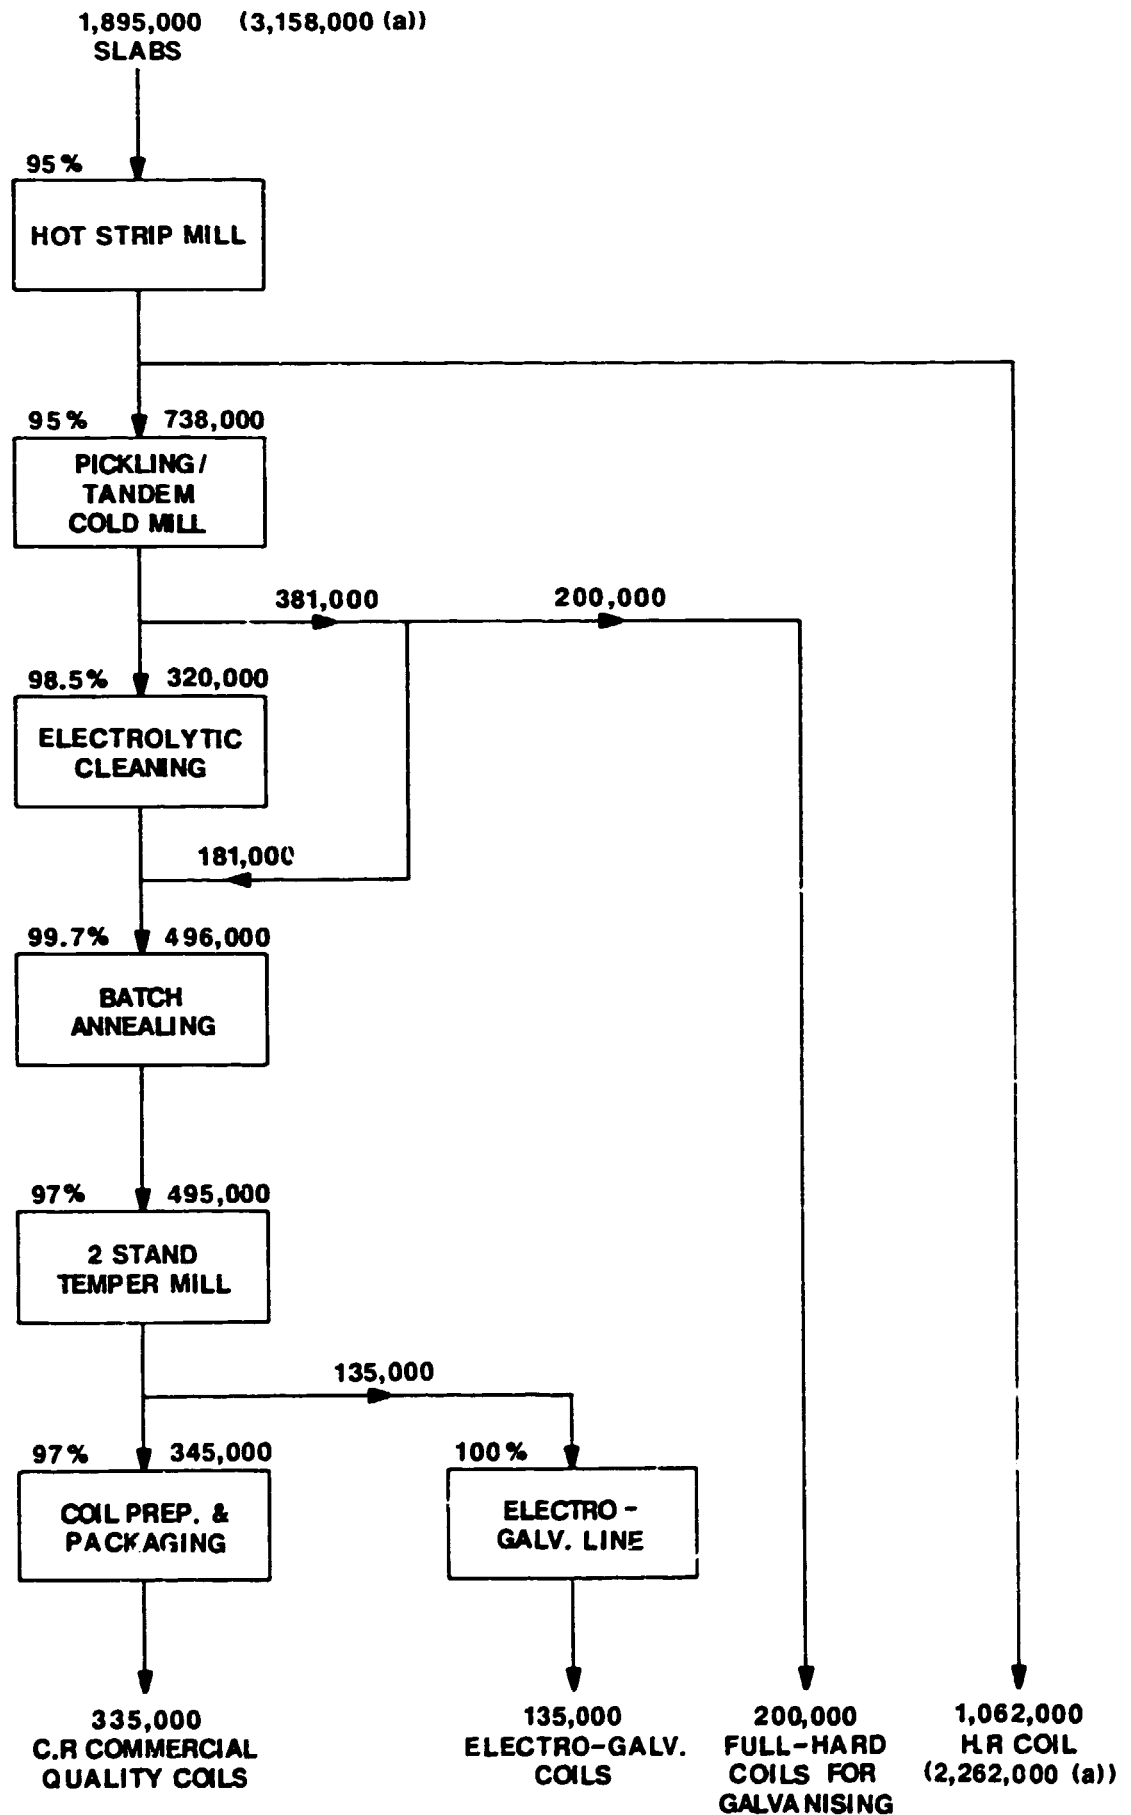 1,895,000 (3,158,000 (a))
SLABS
95%
HOT STRIP MILL
95% 738,000
PICKLING/
TANDEM
COLD MILL
381,000 200,000
98.5% 320,000
ELECTROLYTIC
CLEANING
181,000
99.7% 496,000
BATCH
ANNEALING
97% 495,000
2 STAND
TEMPER MILL
135,000
97% 345,000
COIL PREP. &
PACKAGING
100%
ELECTRO-
GALV. LINE
335,000
C.R COMMERCIAL
QUALITY COILS
135,000
ELECTRO-GALV.
COILS
200,000
FULL-HARD
COILS FOR
GALVANISING
1,062,000
H.R COIL
(2,262,000 (a))